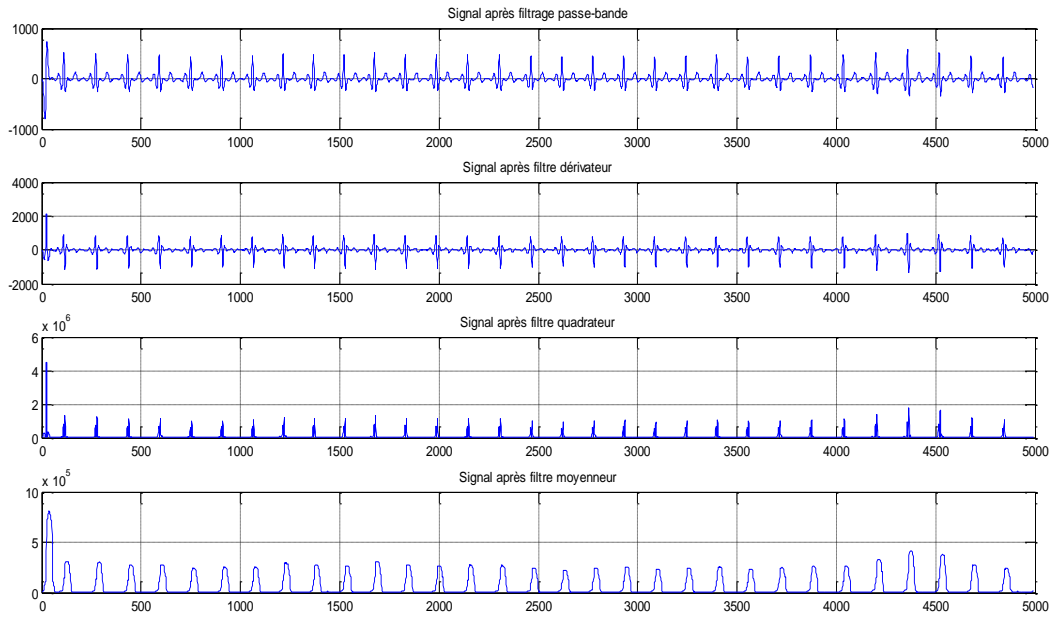 Signal après filtrage passe-bande
1000
0
-1000
0 500 1000 1500 2000 2500 3000 3500 4000 4500 5000
Signal après filtre dérivateur
4000
2000
0
-2000
0 500 1000 1500 2000 2500 3000 3500 4000 4500 5000
x 10^6 Signal après filtre quadrateur
6
4
2
0
0 500 1000 1500 2000 2500 3000 3500 4000 4500 5000
x 10^5 Signal après filtre moyenneur
10
5
0
0 500 1000 1500 2000 2500 3000 3500 4000 4500 5000